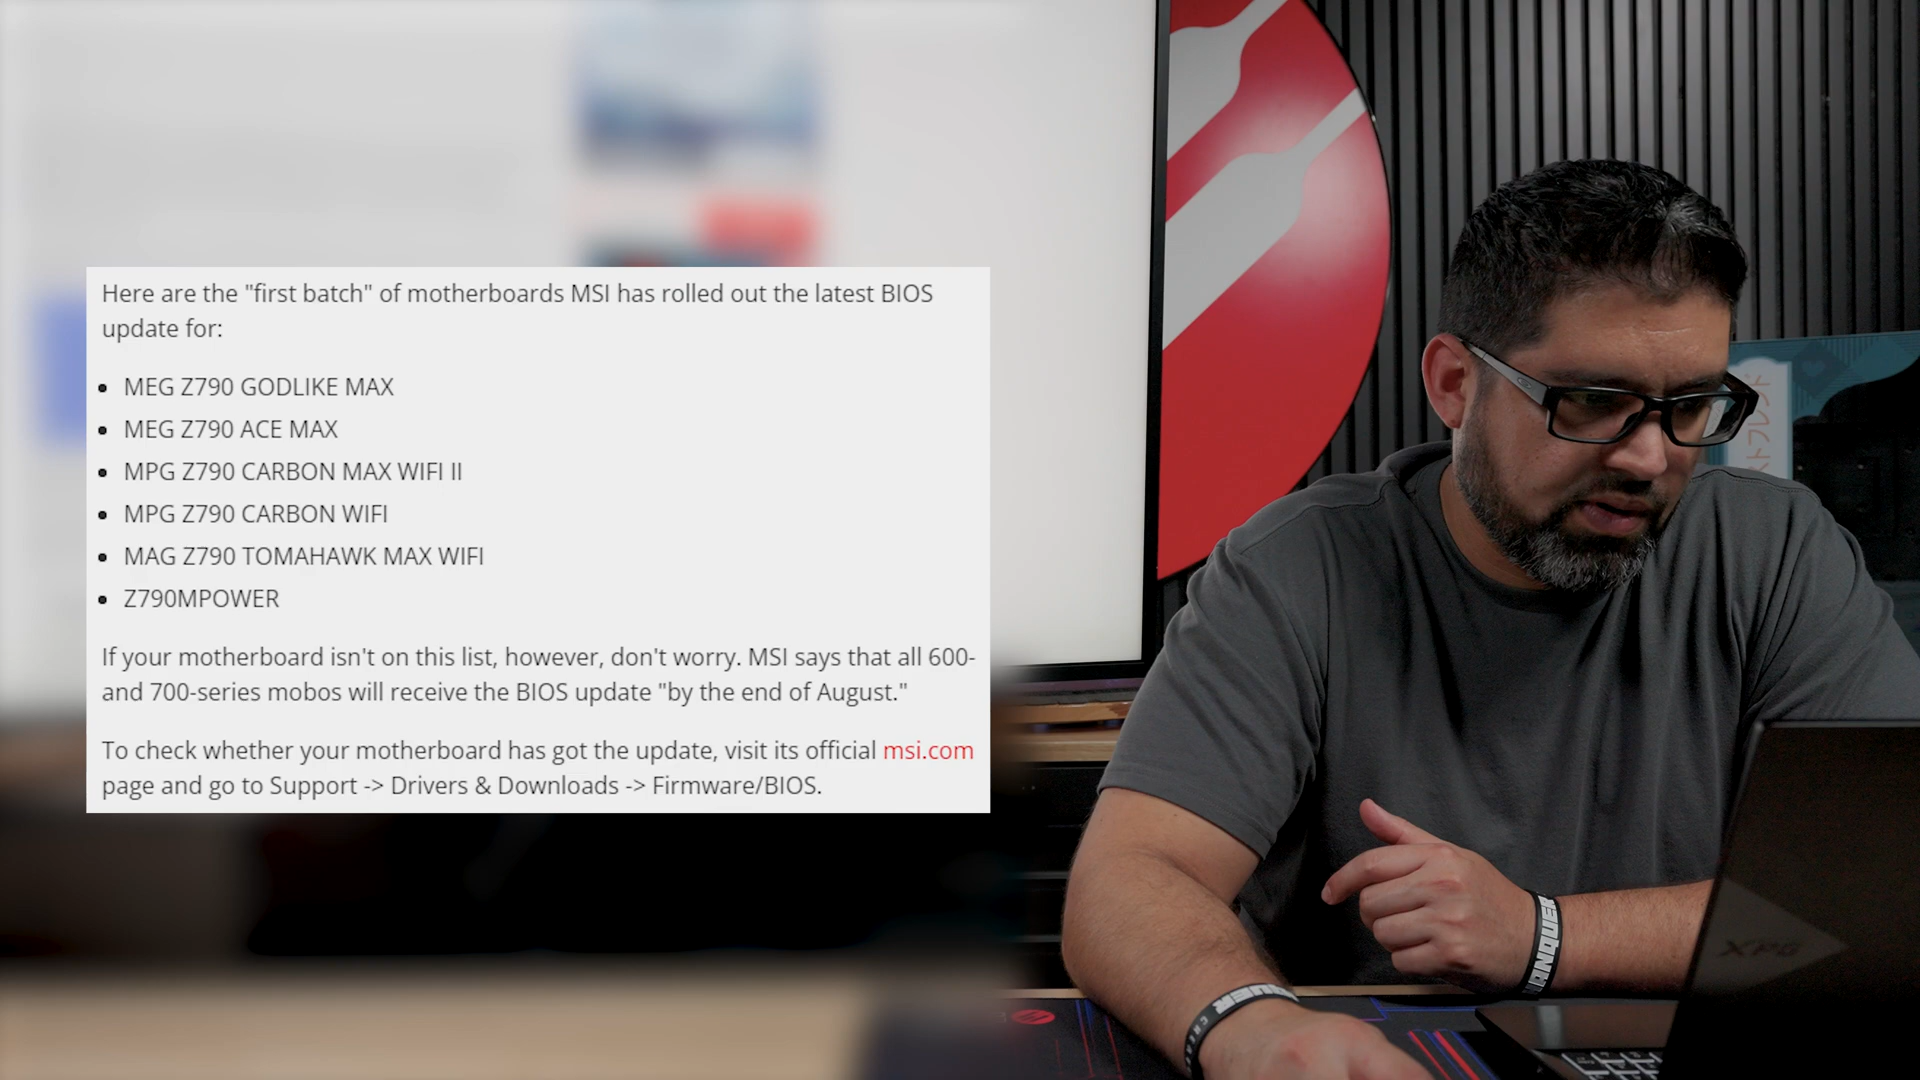 Here are the "first batch" of motherboards MSI has rolled out the latest BIOS
update for:
MEG Z790 GODLIKE MAX
MEG Z790 ACE MAX
MPG Z790 CARBON MAX WIFI II
MPG Z790 CARBON WIFI
MAG Z790 TOMAHAWK MAX WIFI
Z790MPOWER
If your motherboard isn't on this list, however, don't worry. MSI says that all 600-
and 700-series mobos will receive the BIOS update "by the end of August."
To check whether your motherboard has got the update, visit its official msi.com
page and go to Support -> Drivers & Downloads -> Firmware/BIOS.
XPG